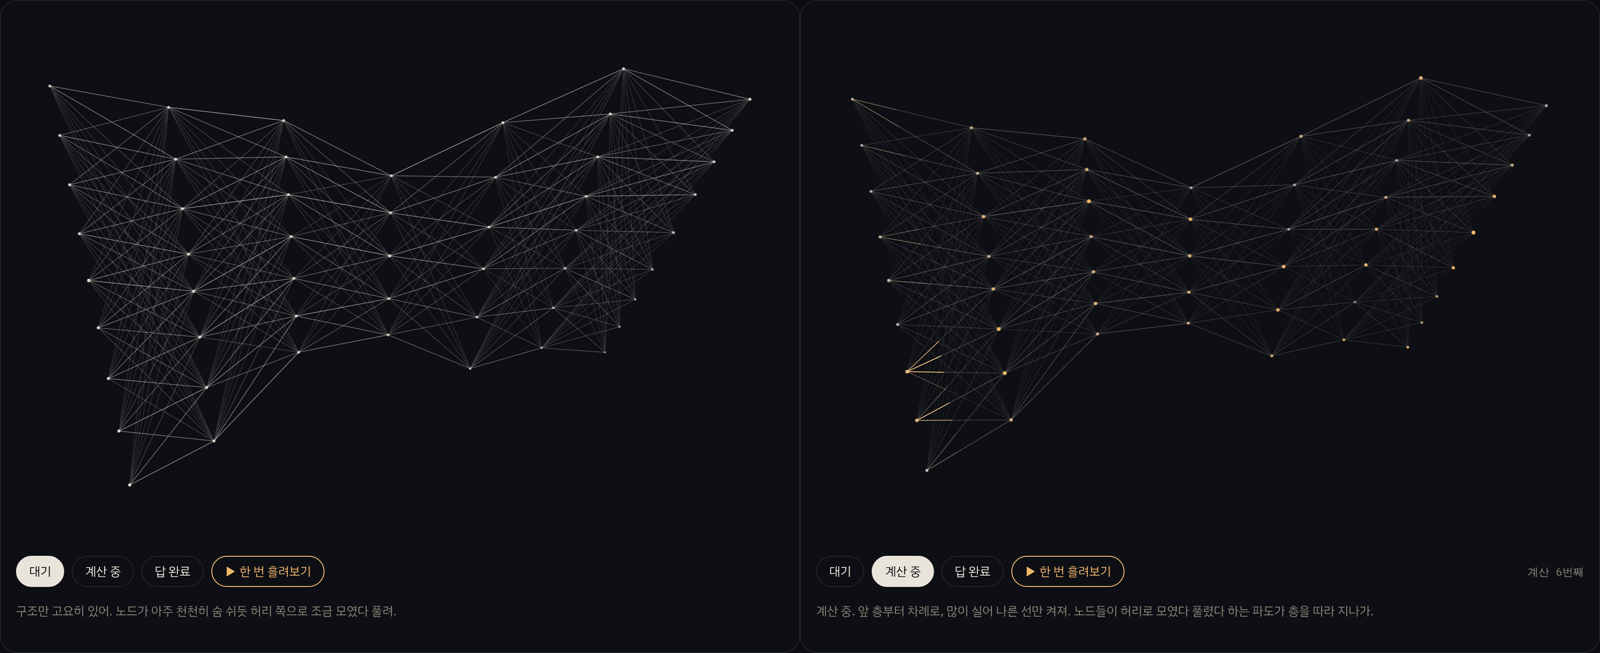 대기 계산 중 답 완료 ▶ 한 번 흘려보기
구조만 고요히 있어. 노드가 아주 천천히 숨 쉬듯 허리 쪽으로 조금 모였다 풀려.
대기 계산 중 답 완료 ▶ 한 번 흘려보기 계산 6번째
계산 중. 앞 층부터 차례로, 많이 실어 나른 선만 켜져. 노드들이 허리로 모였다 풀렸다 하는 파도가 층을 따라 지나가.